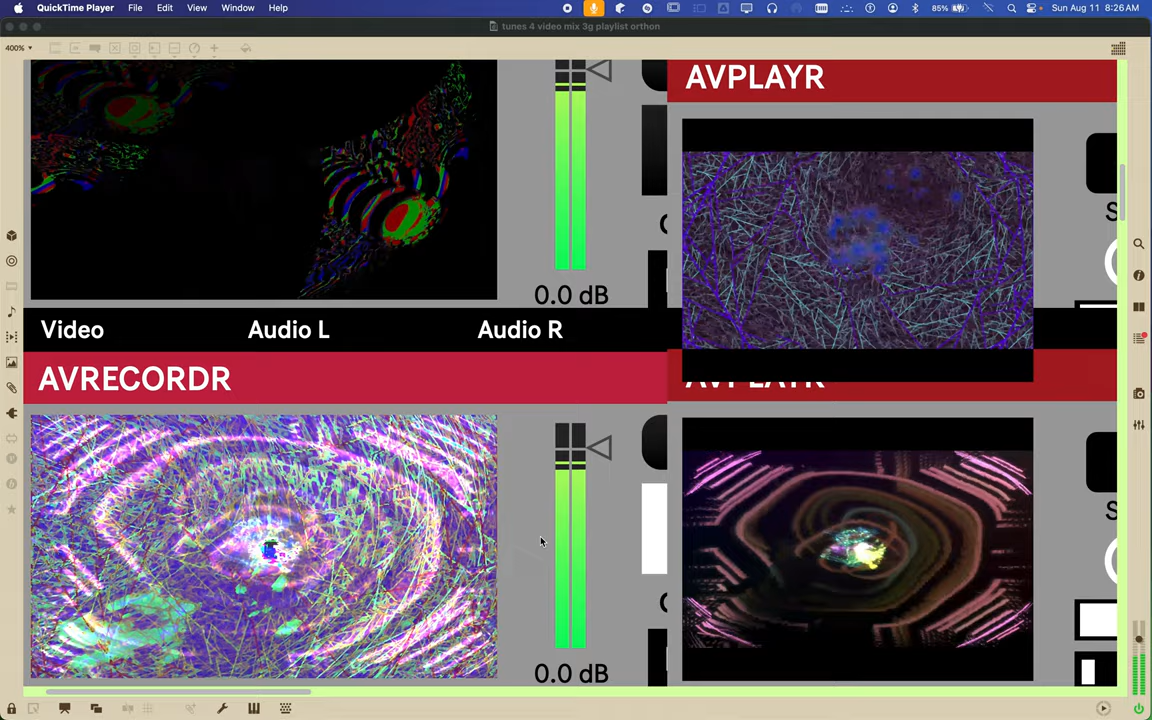 QuickTime Player File Edit View Window Help 85% Sun Aug 11 8:26 AM
tunes 4 video mix 3g playlist orthon
400%
AVPLAYR
0.0 dB
Video Audio L Audio R
AVRECORDR
AVPLAYR
0.0 dB